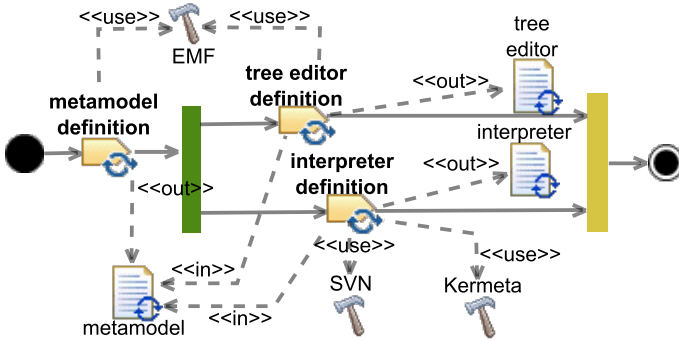 <<use>>
<<use>>
EMF
tree
editor
tree editor
definition
<<out>>
metamodel
definition
interpreter
interpreter
definition
<<out>>
<<out>>
<<use>>
<<use>>
<<in>>
SVN
Kermeta
<<in>>
metamodel